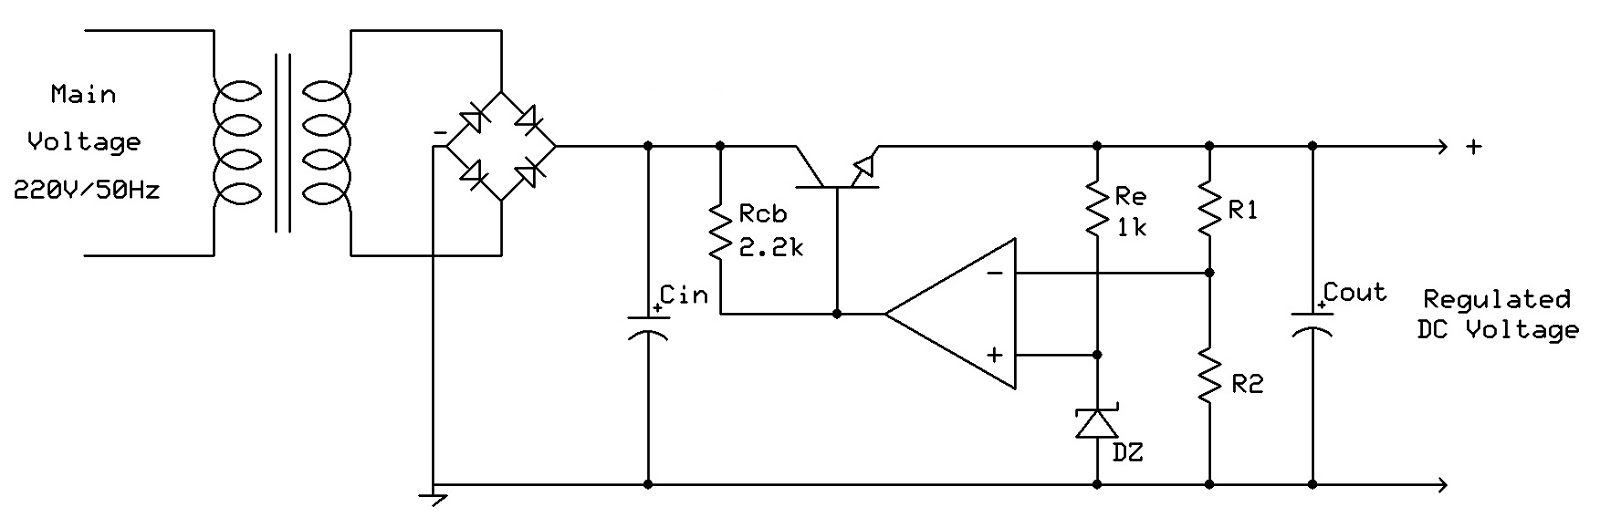 Main
Voltage
220V/50Hz
-
Rcb
2.2k
+
Cin
Re
1k
R1
-
+
R2
DZ
+
Cout
+
Regulated
DC Voltage